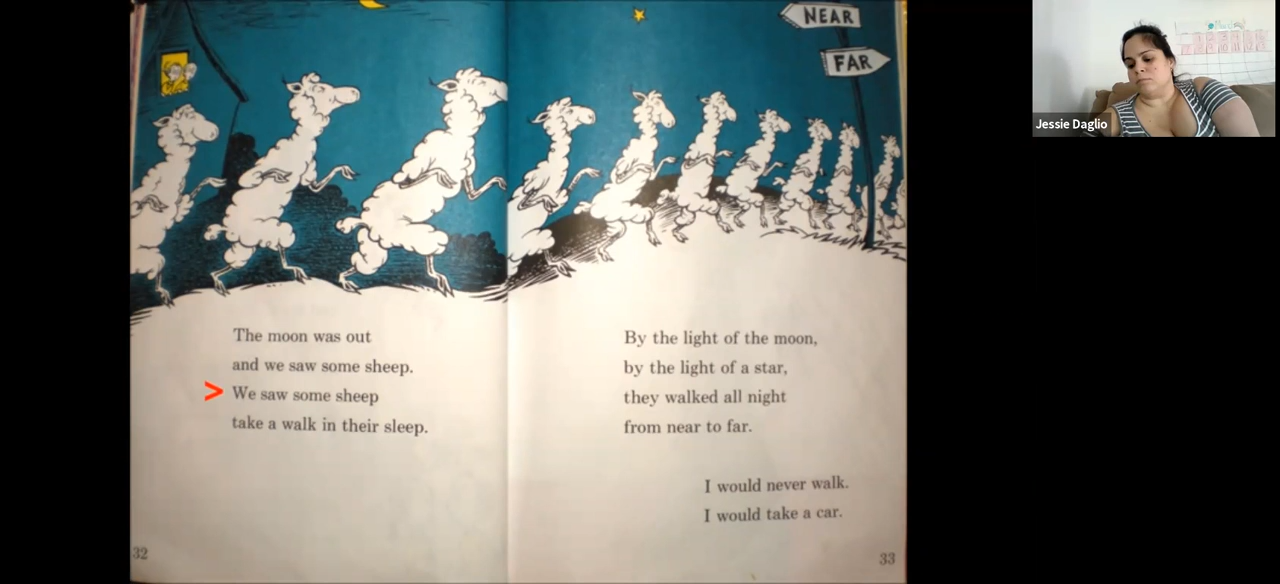 NEAR
FAR
The moon was out
and we saw some sheep.
> We saw some sheep
take a walk in their sleep.
32
By the light of the moon,
by the light of a star,
they walked all night
from near to far.
I would never walk.
I would take a car.
33
Jessie Daglio